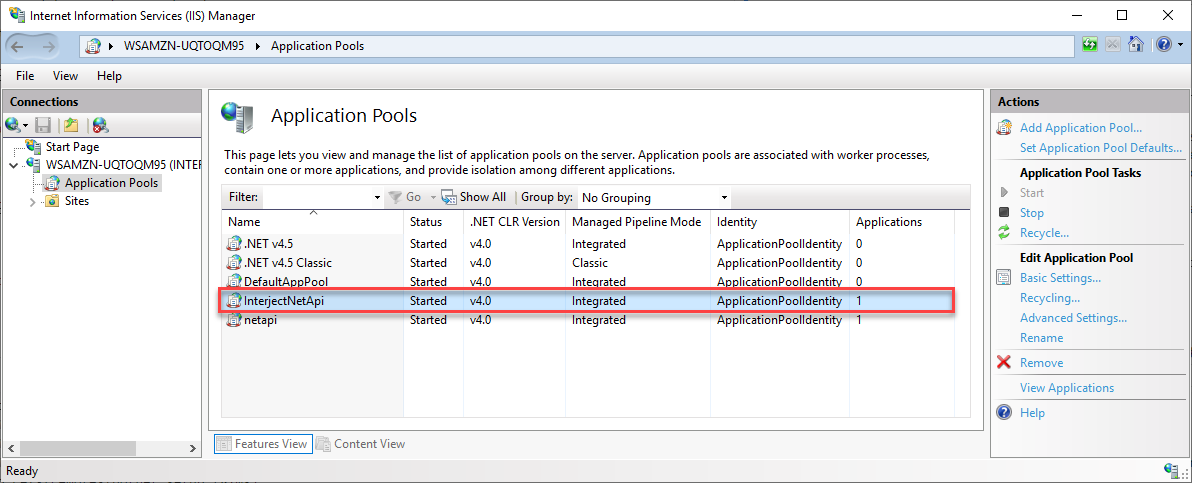 Internet Information Services (IIS) Manager
WSAMZN-UQTOQM95 Application Pools
File View Help
Connections
Start Page
WSAMZN-UQTOQM95 (INTER
Application Pools
Sites
Application Pools
This page lets you view and manage the list of application pools on the server. Application pools are associated with worker processes,
contain one or more applications, and provide isolation among different applications.
Filter: Go Show All Group by: No Grouping
Name Status .NET CLR Version Managed Pipeline Mode Identity Applications
.NET v4.5 Started v4.0 Integrated ApplicationPoolIdentity 0
.NET v4.5 Classic Started v4.0 Classic ApplicationPoolIdentity 0
DefaultAppPool Started v4.0 Integrated ApplicationPoolIdentity 0
InterjectNetApi Started v4.0 Integrated ApplicationPoolIdentity 1
netapi Started v4.0 Integrated ApplicationPoolIdentity 1
Features View Content View
Actions
Add Application Pool...
Set Application Pool Defaults...
Application Pool Tasks
Start
Stop
Recycle...
Edit Application Pool
Basic Settings...
Recycling...
Advanced Settings...
Rename
Remove
View Applications
Help
Ready